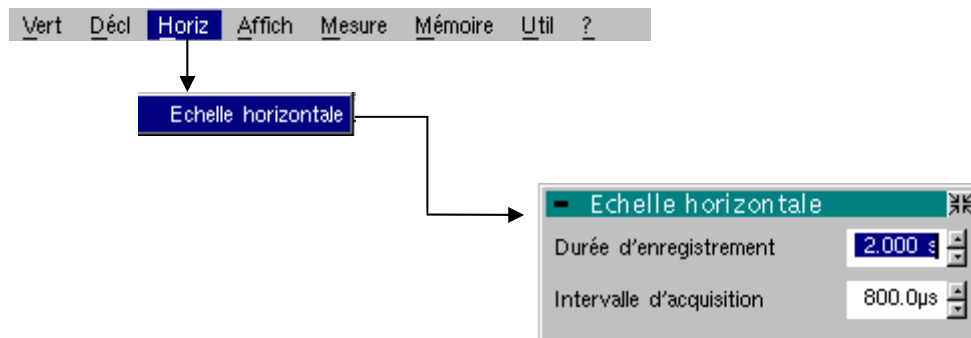 Vert Décl Horiz Affich Mesure Mémoire Util ?
Echelle horizontale
Echelle horizontale
Durée d'enregistrement 2.000 s
Intervalle d'acquisition 800.0µs